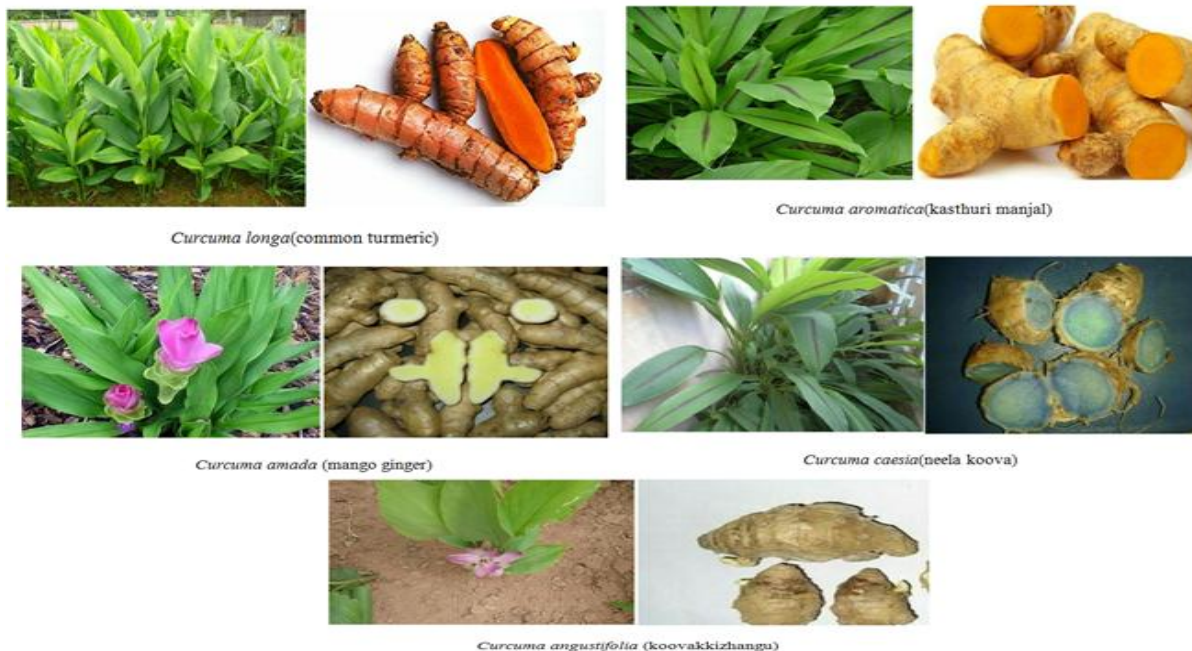 Curcuma longa(common turmeric)
Curcuma aromatica(kasthuri manjal)
Curcuma amada (mango ginger)
Curcuma caesia(neela koova)
Curcuma angustifolia (koovakkizhangu)